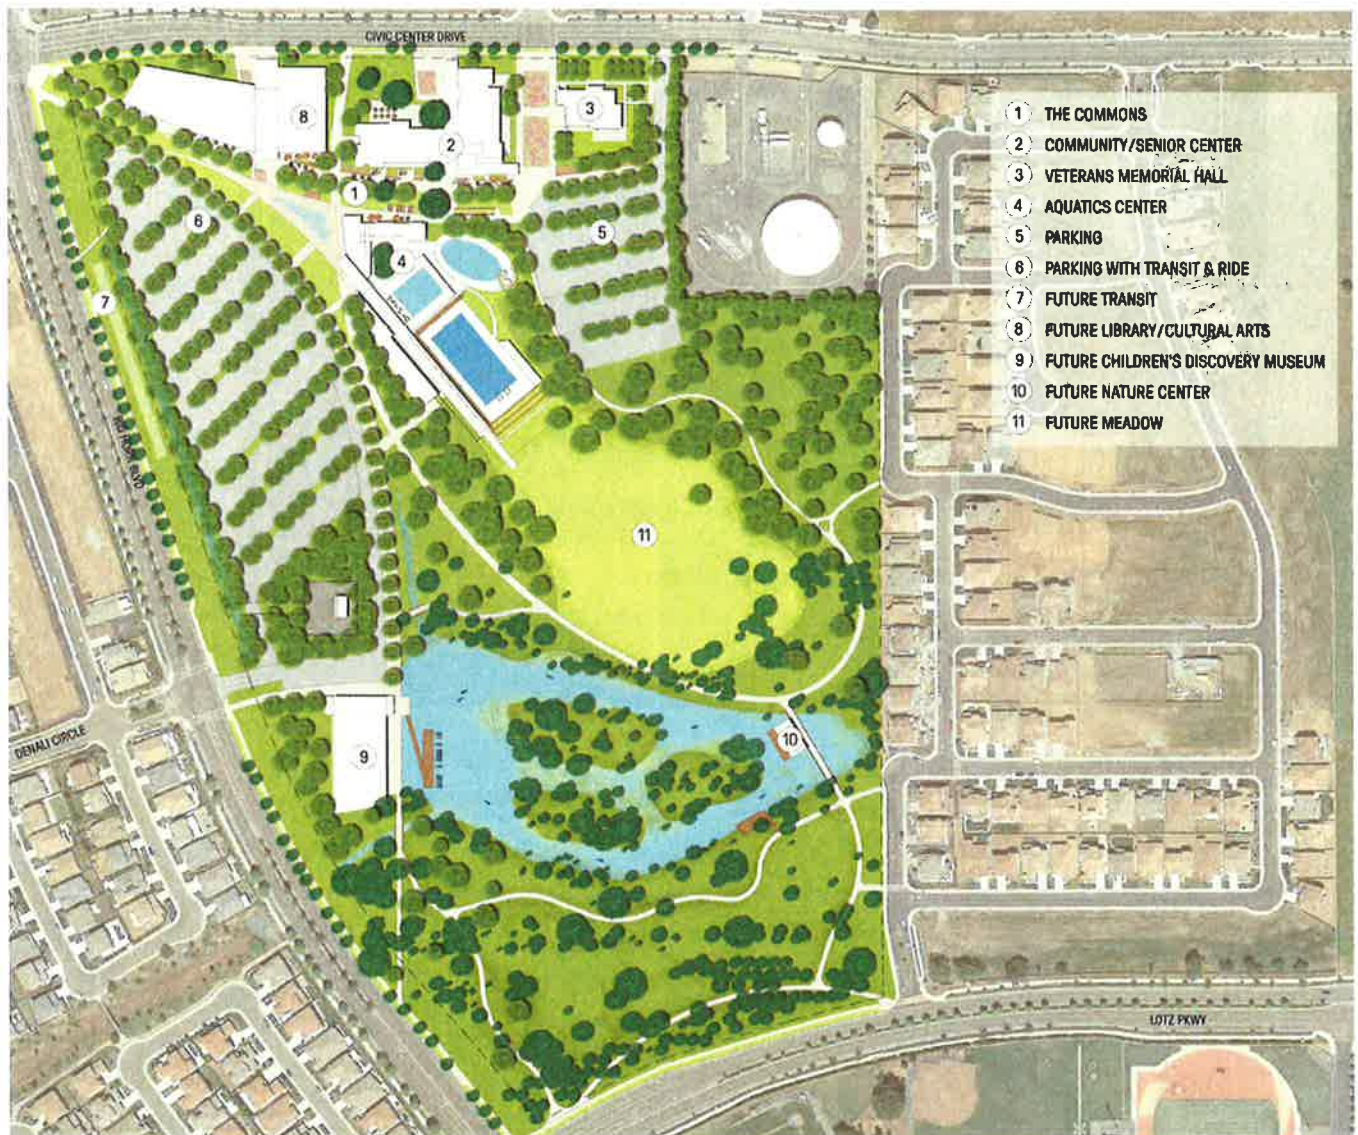 CIVIC CENTER DRIVE
1 THE COMMONS
2 COMMUNITY/SENIOR CENTER
3 VETERANS MEMORIAL HALL
4 AQUATICS CENTER
5 PARKING
6 PARKING WITH TRANSIT & RIDE
7 FUTURE TRANSIT
8 FUTURE LIBRARY/CULTURAL ARTS
9 FUTURE CHILDREN'S DISCOVERY MUSEUM
10 FUTURE NATURE CENTER
11 FUTURE MEADOW
8
3
2
1
6
5
4
7
BIG HORN BLVD
11
DENALI CIRCLE
10
9
LOTZ PKWY